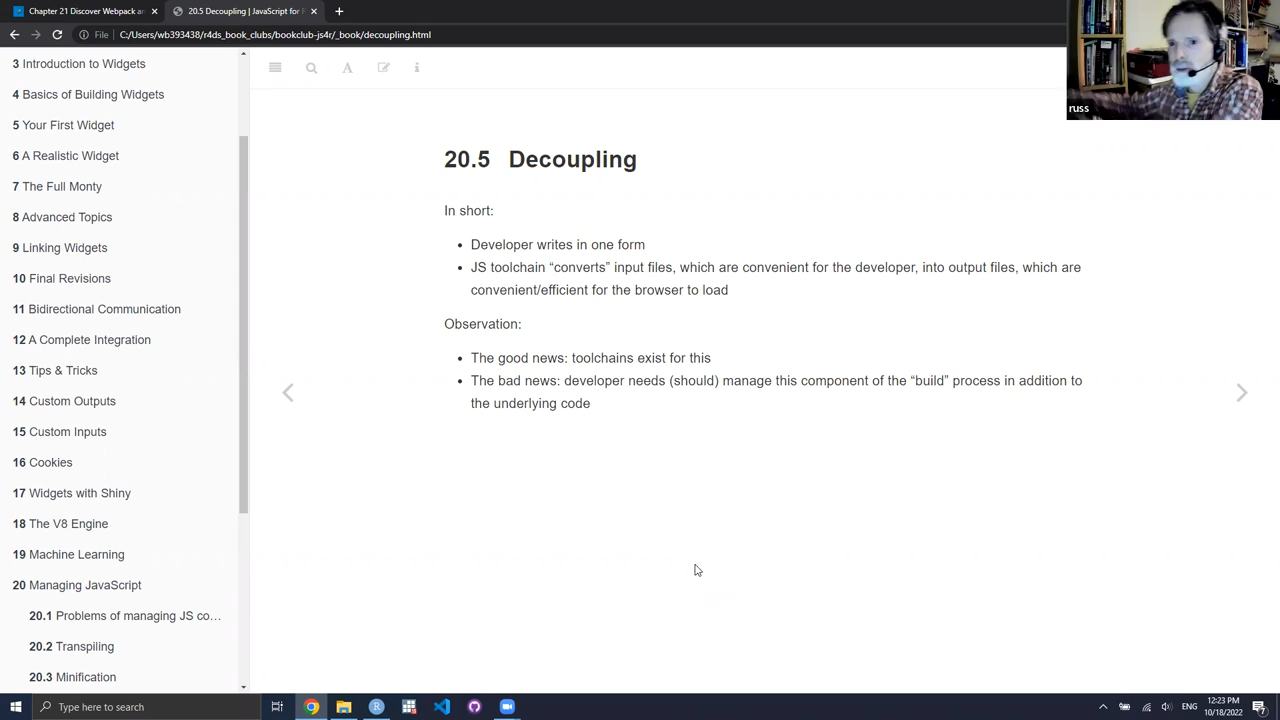 Chapter 21 Discover Webpack an
20.5 Decoupling | JavaScript for R
File
C:/Users/wb393438/r4ds_book_clubs/bookclub-js4r/_book/decoupling.html
russ
3 Introduction to Widgets
4 Basics of Building Widgets
5 Your First Widget
6 A Realistic Widget
7 The Full Monty
8 Advanced Topics
9 Linking Widgets
10 Final Revisions
11 Bidirectional Communication
12 A Complete Integration
13 Tips & Tricks
14 Custom Outputs
15 Custom Inputs
16 Cookies
17 Widgets with Shiny
18 The V8 Engine
19 Machine Learning
20 Managing JavaScript
20.1 Problems of managing JS co…
20.2 Transpiling
20.3 Minification
20.5 Decoupling
In short:
• Developer writes in one form
• JS toolchain “converts” input files, which are convenient for the developer, into output files, which are
convenient/efficient for the browser to load
Observation:
• The good news: toolchains exist for this
• The bad news: developer needs (should) manage this component of the “build” process in addition to
the underlying code
Type here to search
ENG
12:23 PM
10/18/2022
7